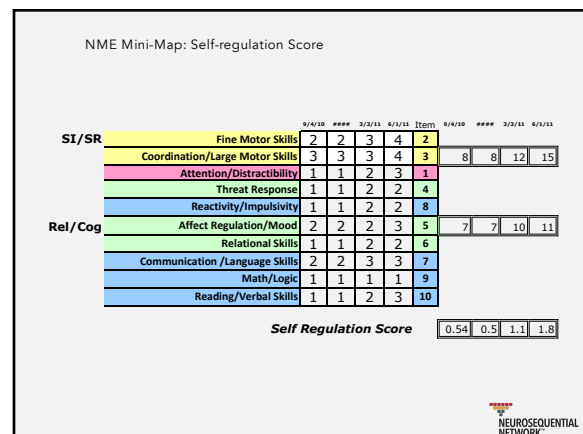 NME Mini-Map: Self-regulation Score
9/4/10 #### 3/3/11 6/1/11 Item 9/4/10 #### 3/3/11 6/1/11
SI/SR Fine Motor Skills 2 2 3 4 2
Coordination/Large Motor Skills 3 3 3 4 3 8 8 12 15
Attention/Distractibility 1 1 2 3 1
Threat Response 1 1 2 2 4
Reactivity/Impulsivity 1 1 2 2 8
Rel/Cog Affect Regulation/Mood 2 2 2 3 5 7 7 10 11
Relational Skills 1 1 2 2 6
Communication /Language Skills 2 2 3 3 7
Math/Logic 1 1 1 1 9
Reading/Verbal Skills 1 1 2 3 10
Self Regulation Score 0.54 0.5 1.1 1.8
NEUROSEQUENTIAL
NETWORK™